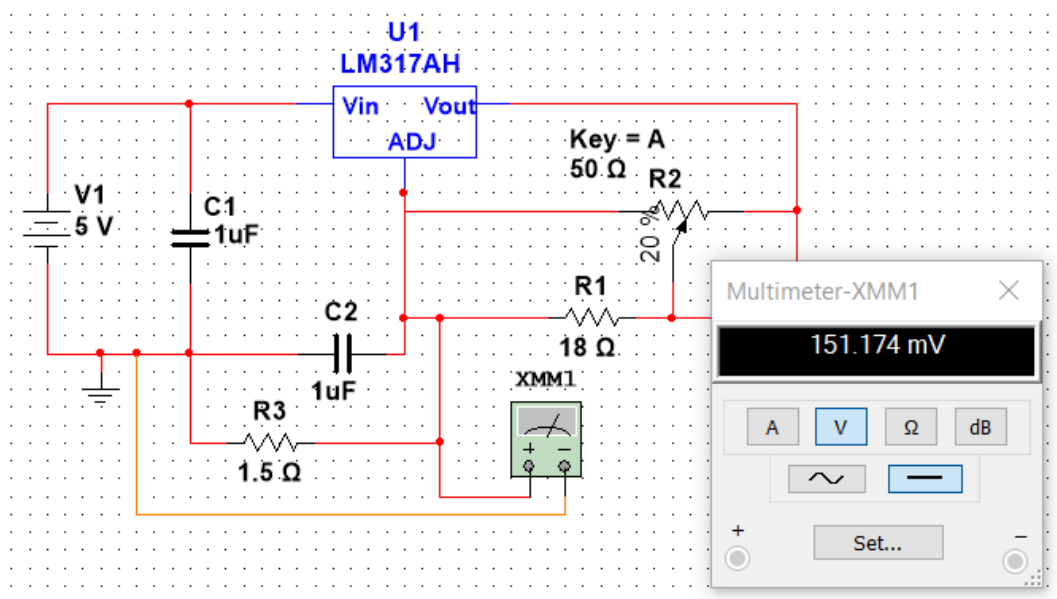 U1
LM317AH
Vin Vout
ADJ
Key = A
50 Ω
R2
20 %
V1
5 V
C1
1uF
R1
18 Ω
C2
1uF
R3
1.5 Ω
XMM1
+ −
Multimeter-XMM1
151.174 mV
A V Ω dB
+ −
Set...